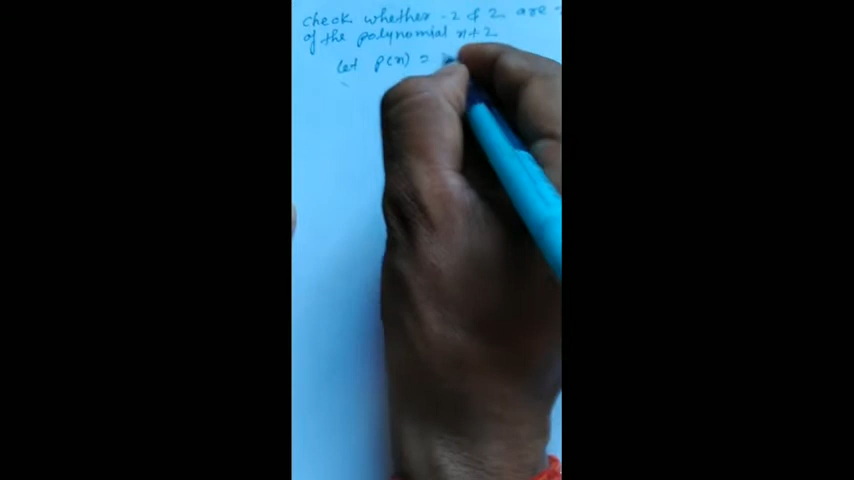 check whether -2 & 2 are
of the polynomial x+2
let p(x) =